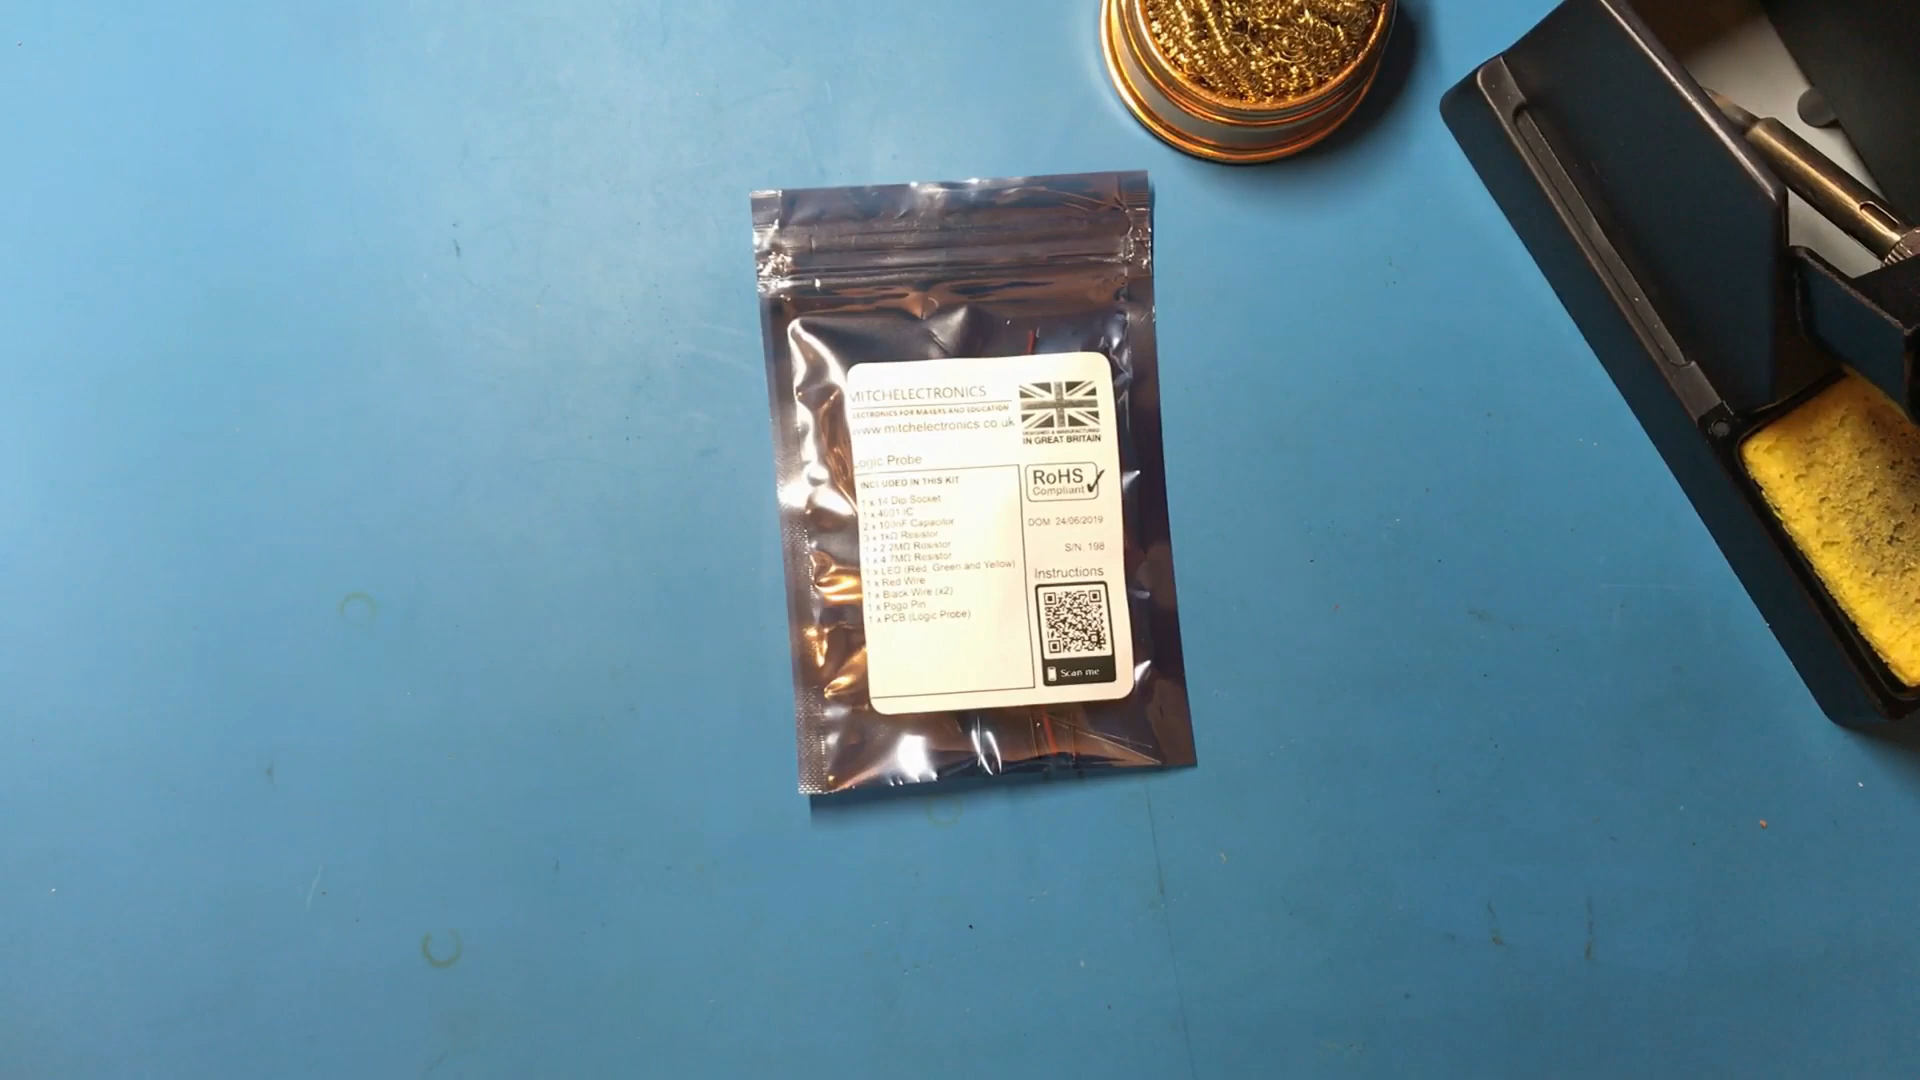 MITCHELECTRONICS
ELECTRONICS FOR MAKERS AND EDUCATION
www.mitchelectronics.co.uk
DESIGNED & MANUFACTURED
IN GREAT BRITAIN
Logic Probe
INCLUDED IN THIS KIT
1 x 14 Dip Socket
1 x 4001 IC
2 x 100nF Capacitor
3 x 1kΩ Resistor
1 x 2.2MΩ Resistor
1 x 4.7MΩ Resistor
1 x LED (Red, Green and Yellow)
1 x Red Wire
1 x Black Wire (x2)
1 x Pogo Pin
1 x PCB (Logic Probe)
RoHS
Compliant
DOM: 24/06/2019
S/N: 198
Instructions
Scan me